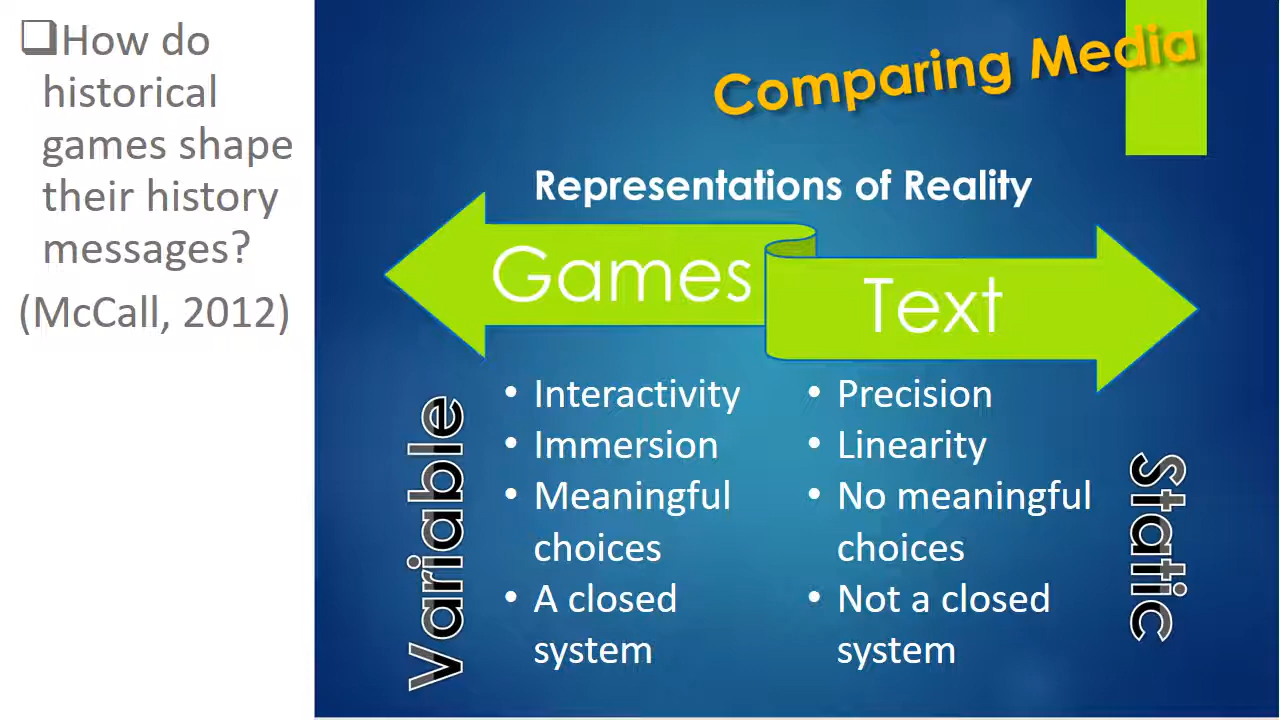 ❑How do
historical
games shape
their history
messages?
(McCall, 2012)
Comparing Media
Representations of Reality
Games
Text
Variable
• Interactivity
• Immersion
• Meaningful
choices
• A closed
system
• Precision
• Linearity
• No meaningful
choices
• Not a closed
system
Static